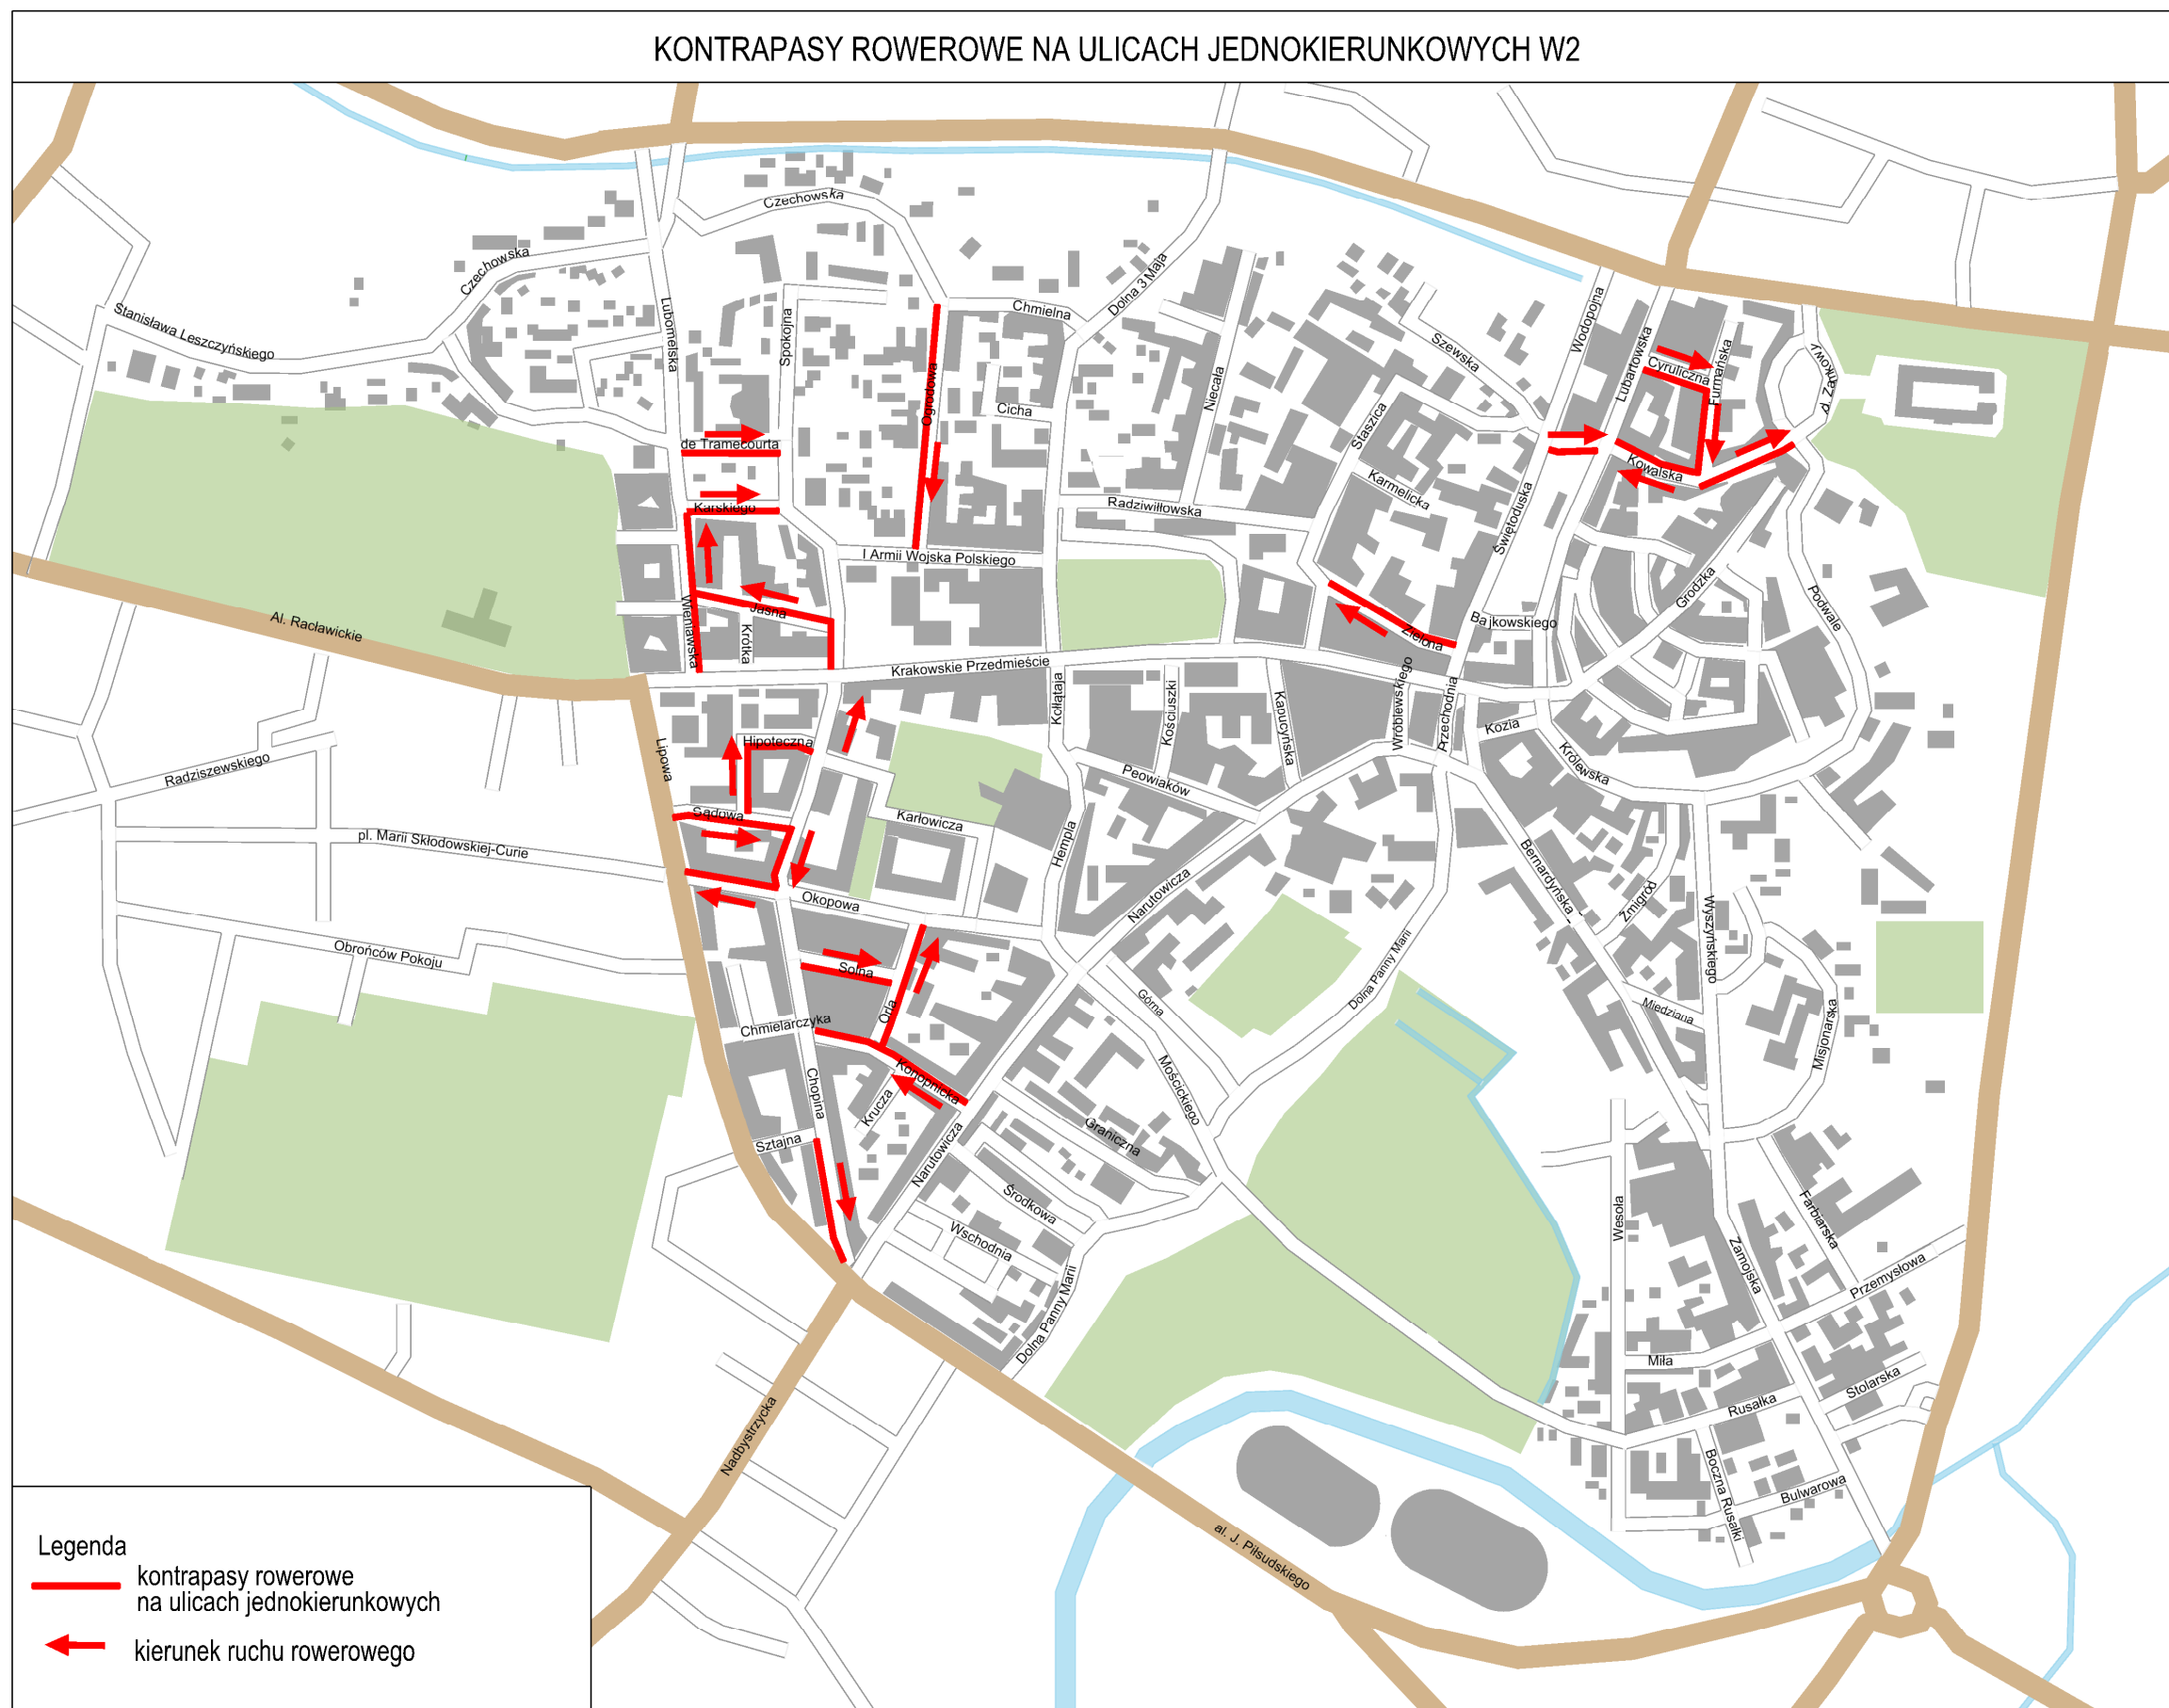 KONTRAPASY ROWEROWE NA ULICACH JEDNOKIERUNKOWYCH W2
Czechowska
Czechowska
Stanisława Leszczyńskiego
Lubomelska
Spokojna
Ogrodowa
Chmielna
Dolna 3 Maja
Cicha
Niecała
Szewska
Wodopojna
Lubartowska
Cyruliczna
Furmańska
pl. Zamkowy
Staszica
Karmelicka
Kowalska
de Tramecourta
Karskiego
Radziwiłłowska
I Armii Wojska Polskiego
Świętoduska
Grodzka
Podwale
Al. Racławickie
Wieniawska
Jasna
Krótka
Zielona
Bajkowskiego
Krakowskie Przedmieście
Kołłątaja
Kościuszki
Kapucyńska
Wróblewskiego
Przechodnia
Kozia
Królewska
Lipowa
Hipoteczna
Radziszewskiego
Peowiaków
Sądowa
Karłowicza
pl. Marii Skłodowskiej-Curie
Hempla
Narutowicza
Bernardyńska
Żmigród
Wyszyńskiego
Okopowa
Obrońców Pokoju
Solna
Orla
Górna
Dolna Panny Marii
Miedziana
Misjonarska
Chmielarczyka
Chopina
Konopnicka
Krucza
Mościckiego
Graniczna
Sztajna
Narutowicza
Środkowa
Wschodnia
Wesoła
Farbiarska
Zamojska
Przemysłowa
Dolna Panny Marii
Miła
Stolarska
Rusałka
Boczna Rusałki
Bulwarowa
Nadbystrzycka
al. J. Piłsudskiego
Legenda
kontrapasy rowerowe
na ulicach jednokierunkowych
kierunek ruchu rowerowego